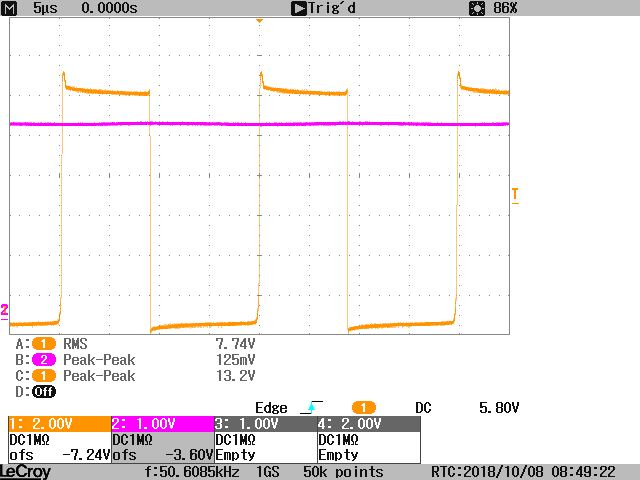 M 5µs 0.0000s Trig'd 86%
T
2
A: 1 RMS 7.74V
B: 2 Peak-Peak 125mV
C: 1 Peak-Peak 13.2V
D: Off
Edge 1 DC 5.80V
1: 2.00V 2: 1.00V 3: 1.00V 4: 2.00V
DC1MΩ DC1MΩ DC1MΩ DC1MΩ
ofs -7.24V ofs -3.60V Empty Empty
LeCroy f:50.6085kHz 1GS 50k points RTC:2018/10/08 08:49:22